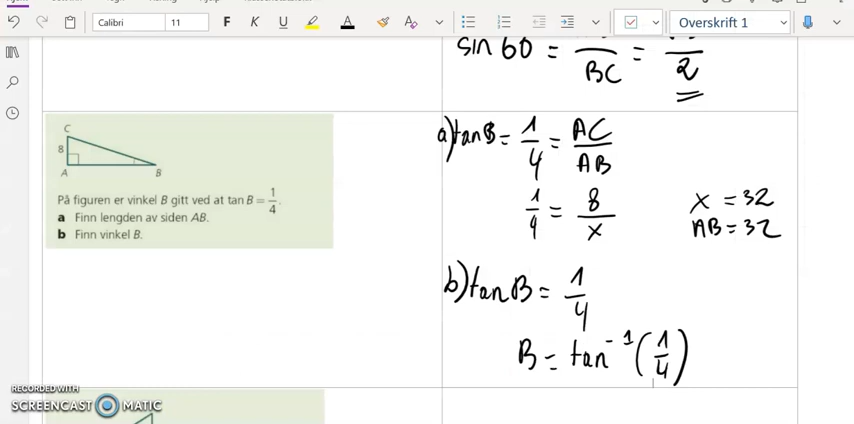 Calibri
11
F K U A
Overskrift 1
sin 60 = BC = 2
C
8
A
B
På figuren er vinkel B gitt ved at tan B = 1/4.
a Finn lengden av siden AB.
b Finn vinkel B.
a) tan B = 1/4 = AC/AB
1/4 = 8/x
x = 32
AB = 32
b) tan B = 1/4
B = tan⁻¹ (1/4)
RECORDED WITH
SCREENCAST MATIC